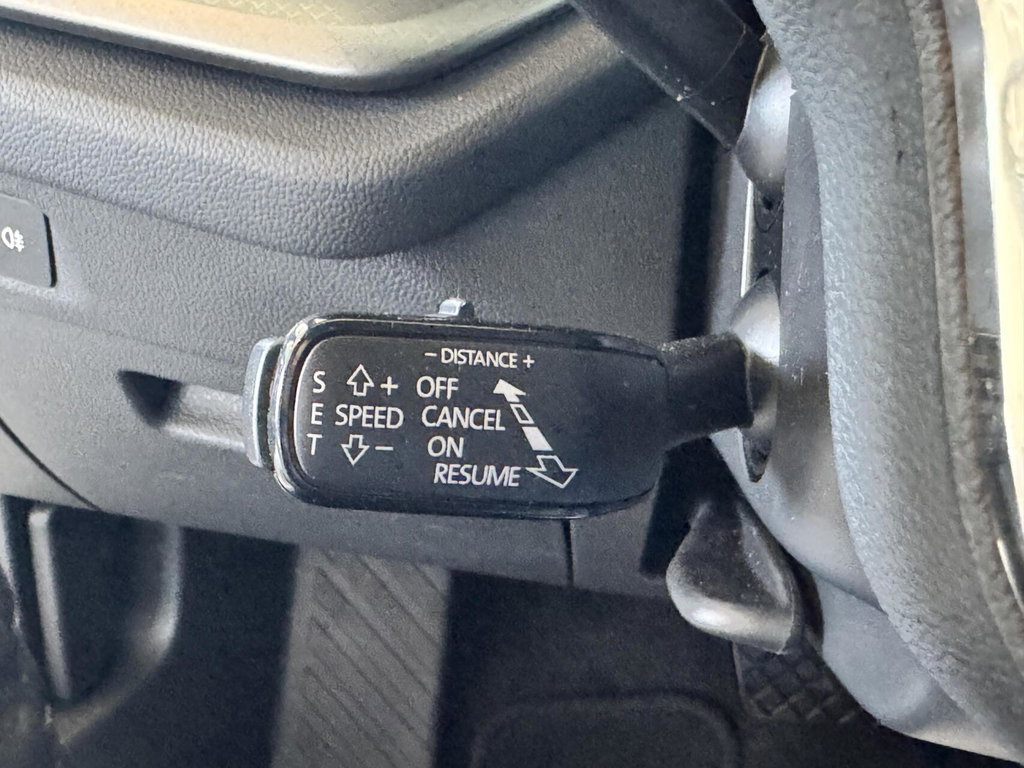 - DISTANCE +
S + OFF
E SPEED CANCEL
T - ON
RESUME